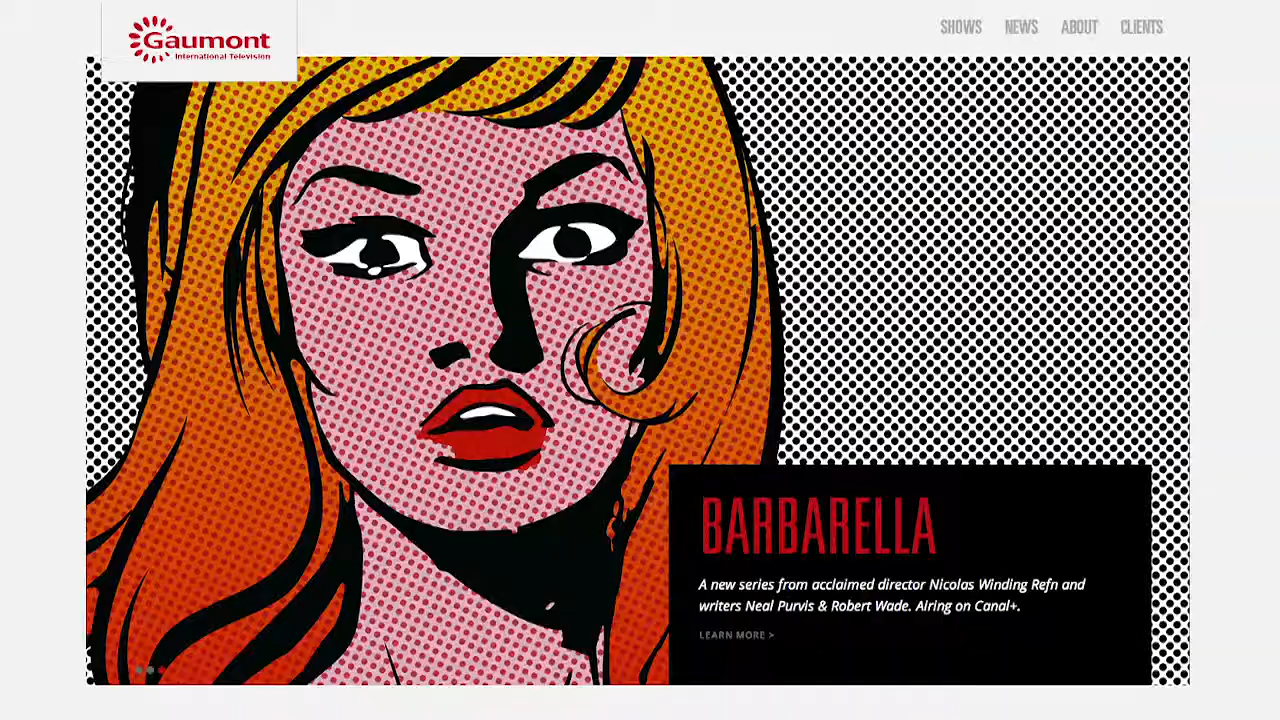 Gaumont
International Television
SHOWS NEWS ABOUT CLIENTS
BARBARELLA
A new series from acclaimed director Nicolas Winding Refn and
writers Neal Purvis & Robert Wade. Airing on Canal+.
LEARN MORE >